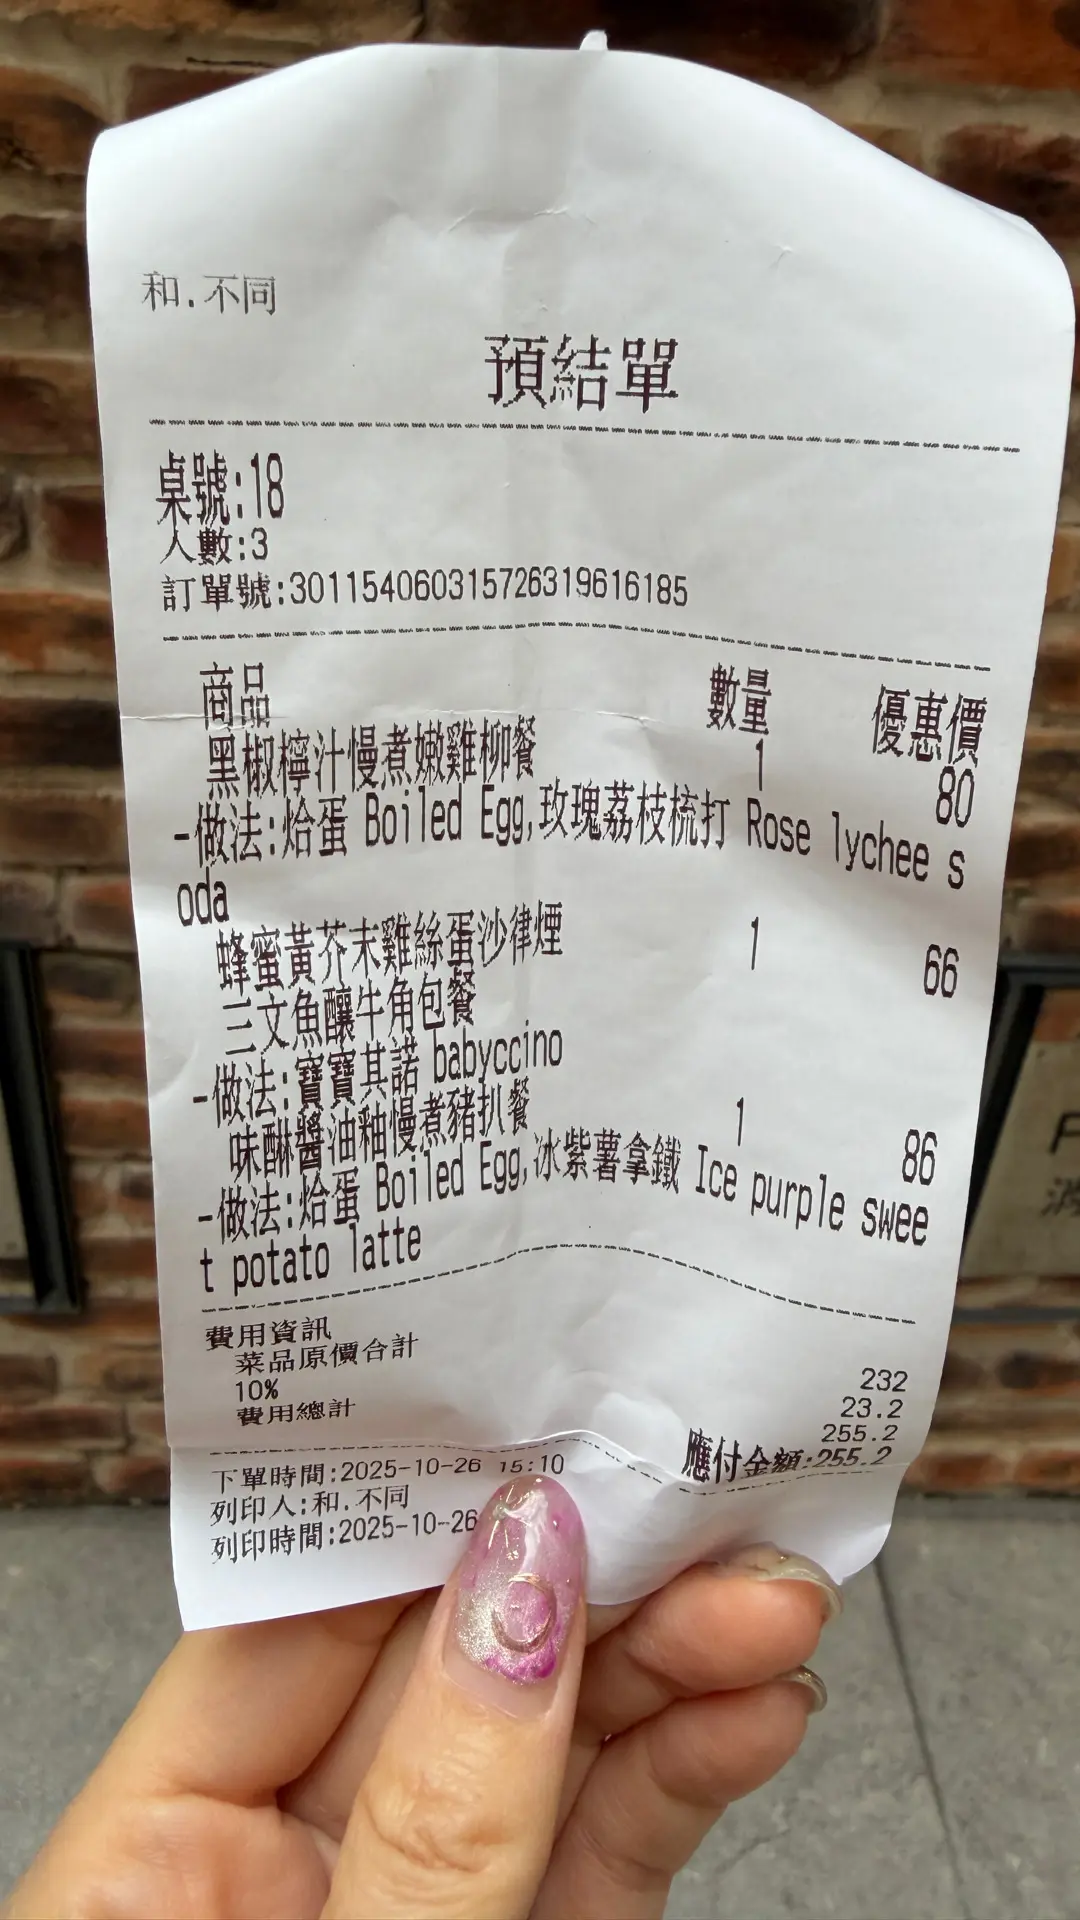 和.不同
預結單
桌號:18
人數:3
訂單號:301154060315726319616185
商品 數量 優惠價
黑椒檸汁慢煮嫩雞柳餐 1 80
-做法:烚蛋 Boiled Egg,玫瑰荔枝梳打 Rose lychee s
oda
蜂蜜黃芥末雞絲蛋沙律煙 1 66
三文魚釀牛角包餐
-做法:寶寶其諾 babyccino
味醂醬油釉慢煮豬扒餐 1 86
-做法:烚蛋 Boiled Egg,冰紫薯拿鐵 Ice purple swee
t potato latte
費用資訊
菜品原價合計 232
10% 23.2
費用總計 255.2
應付金額:255.2
下單時間:2025-10-26 15:10
列印人:和.不同
列印時間:2025-10-26